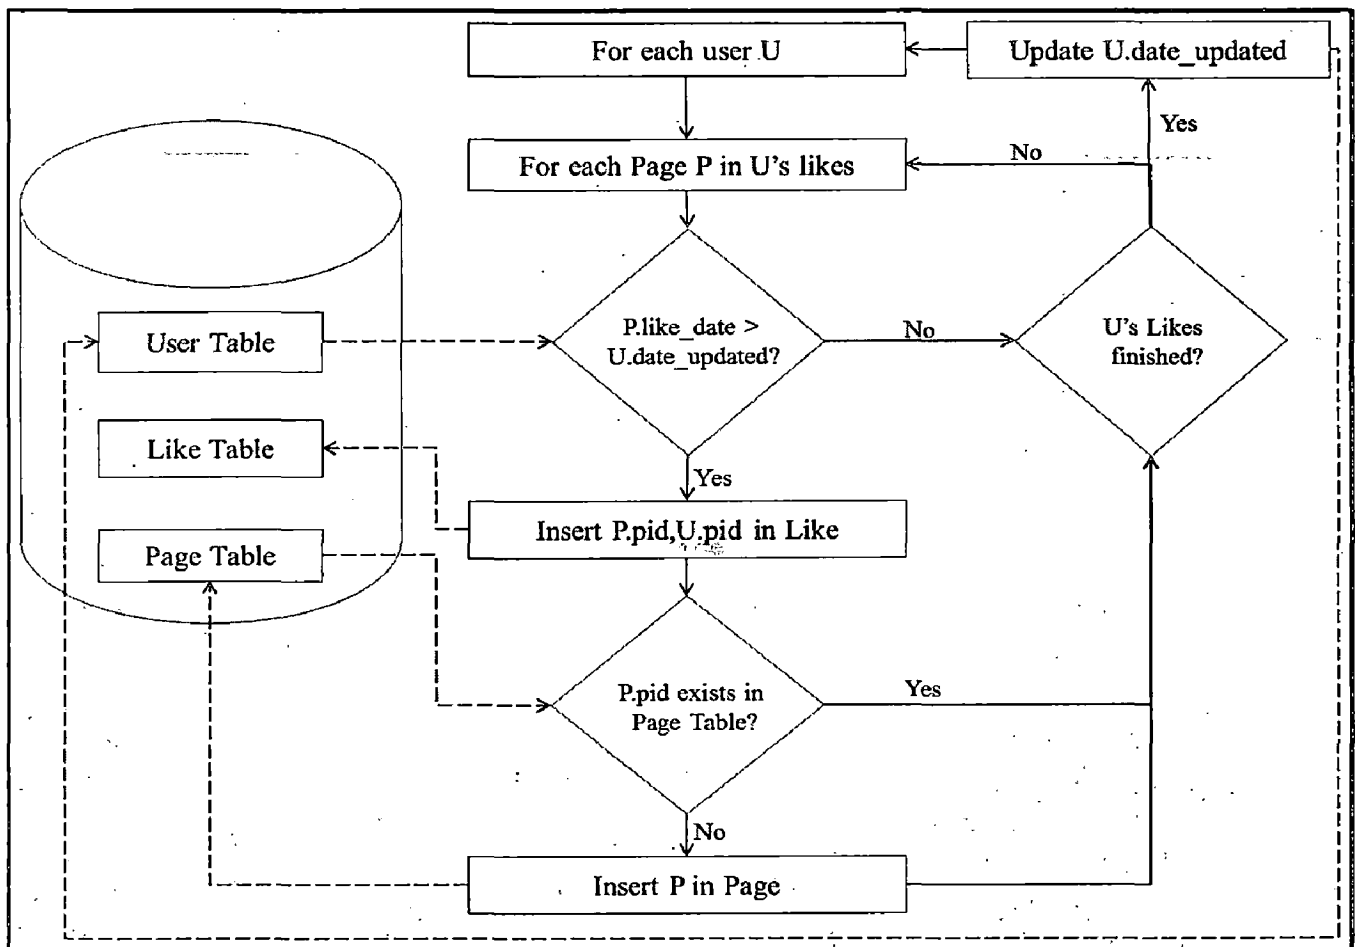 For each user U
Update U.date_updated
Yes
No
For each Page P in U's likes
User Table
P.like_date >
U.date_updated?
No
U's Likes
finished?
Like Table
Yes
Insert P.pid,U.pid in Like
Page Table
P.pid exists in
Page Table?
Yes
No
Insert P in Page